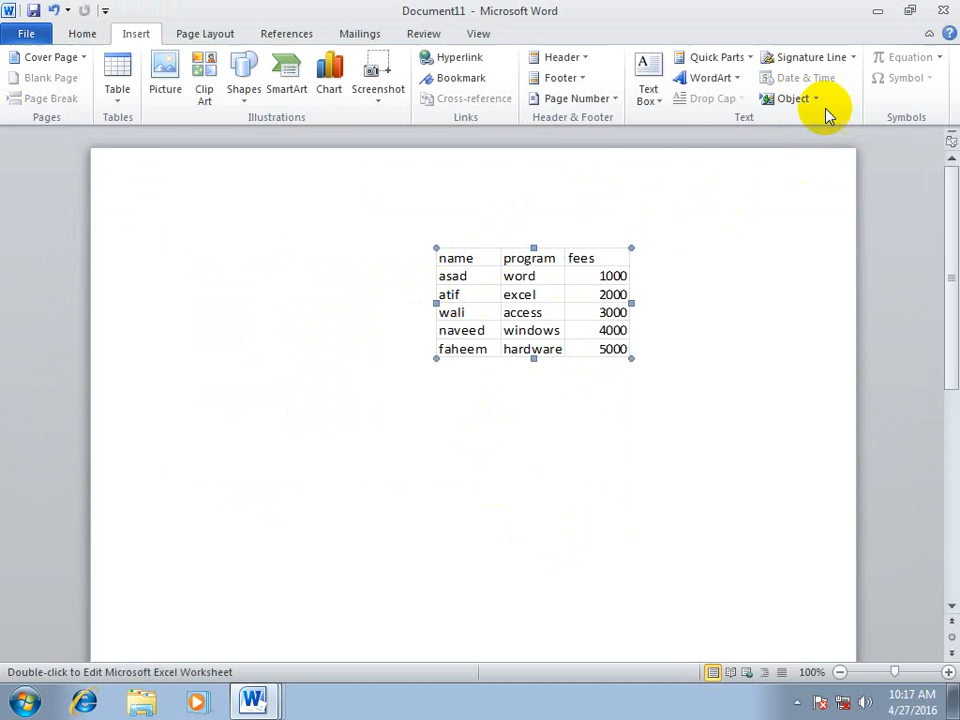 Document11 - Microsoft Word
File Home Insert Page Layout References Mailings Review View
Cover Page
Blank Page
Page Break
Pages
Table
Tables
Picture
Clip Art
Shapes
SmartArt
Chart
Screenshot
Illustrations
Hyperlink
Bookmark
Cross-reference
Links
Header
Footer
Page Number
Header & Footer
Text Box
Quick Parts
WordArt
Drop Cap
Signature Line
Date & Time
Object
Text
Equation
Symbol
Symbols
name program fees
asad word 1000
atif excel 2000
wali access 3000
naveed windows 4000
faheem hardware 5000
Double-click to Edit Microsoft Excel Worksheet
100%
10:17 AM
4/27/2016